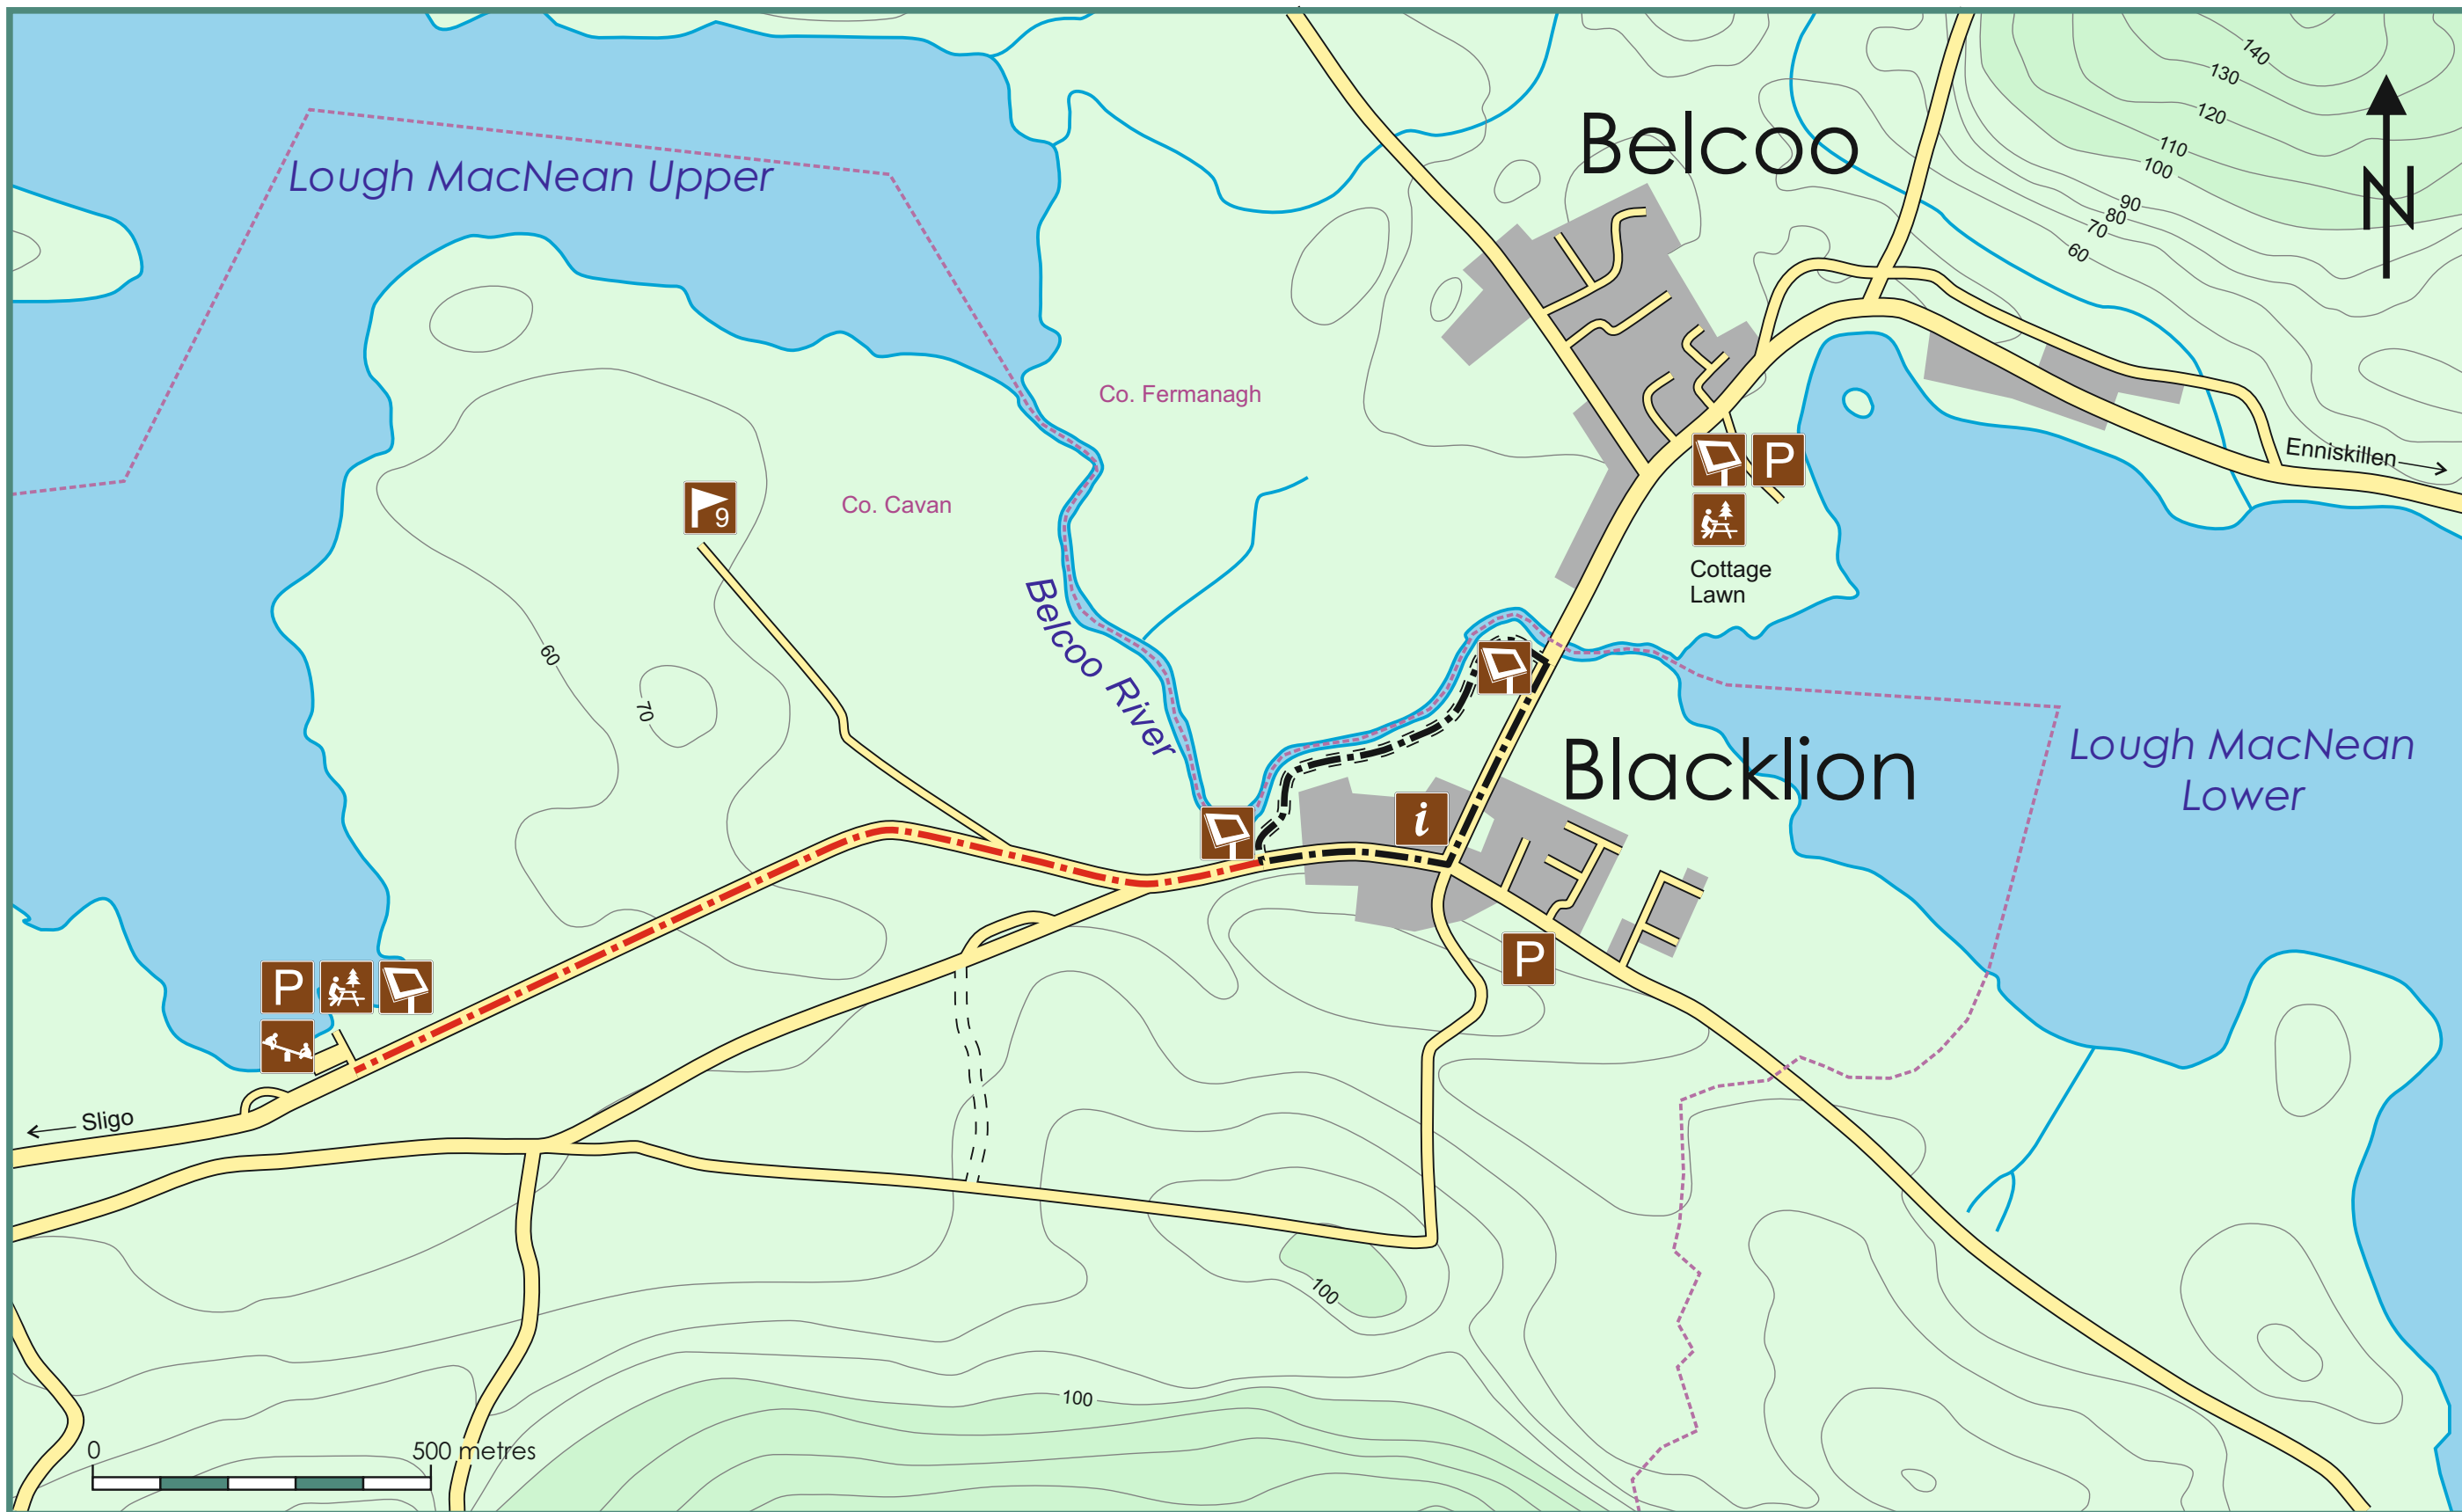 140
130
120
110
100
90
80
70
60
N
Belcoo
Lough MacNean Upper
Co. Fermanagh
Enniskillen
P
9
Co. Cavan
Cottage
Lawn
Belcoo River
60
70
Blacklion
Lough MacNean
Lower
i
P
P
Sligo
100
100
0
500 metres